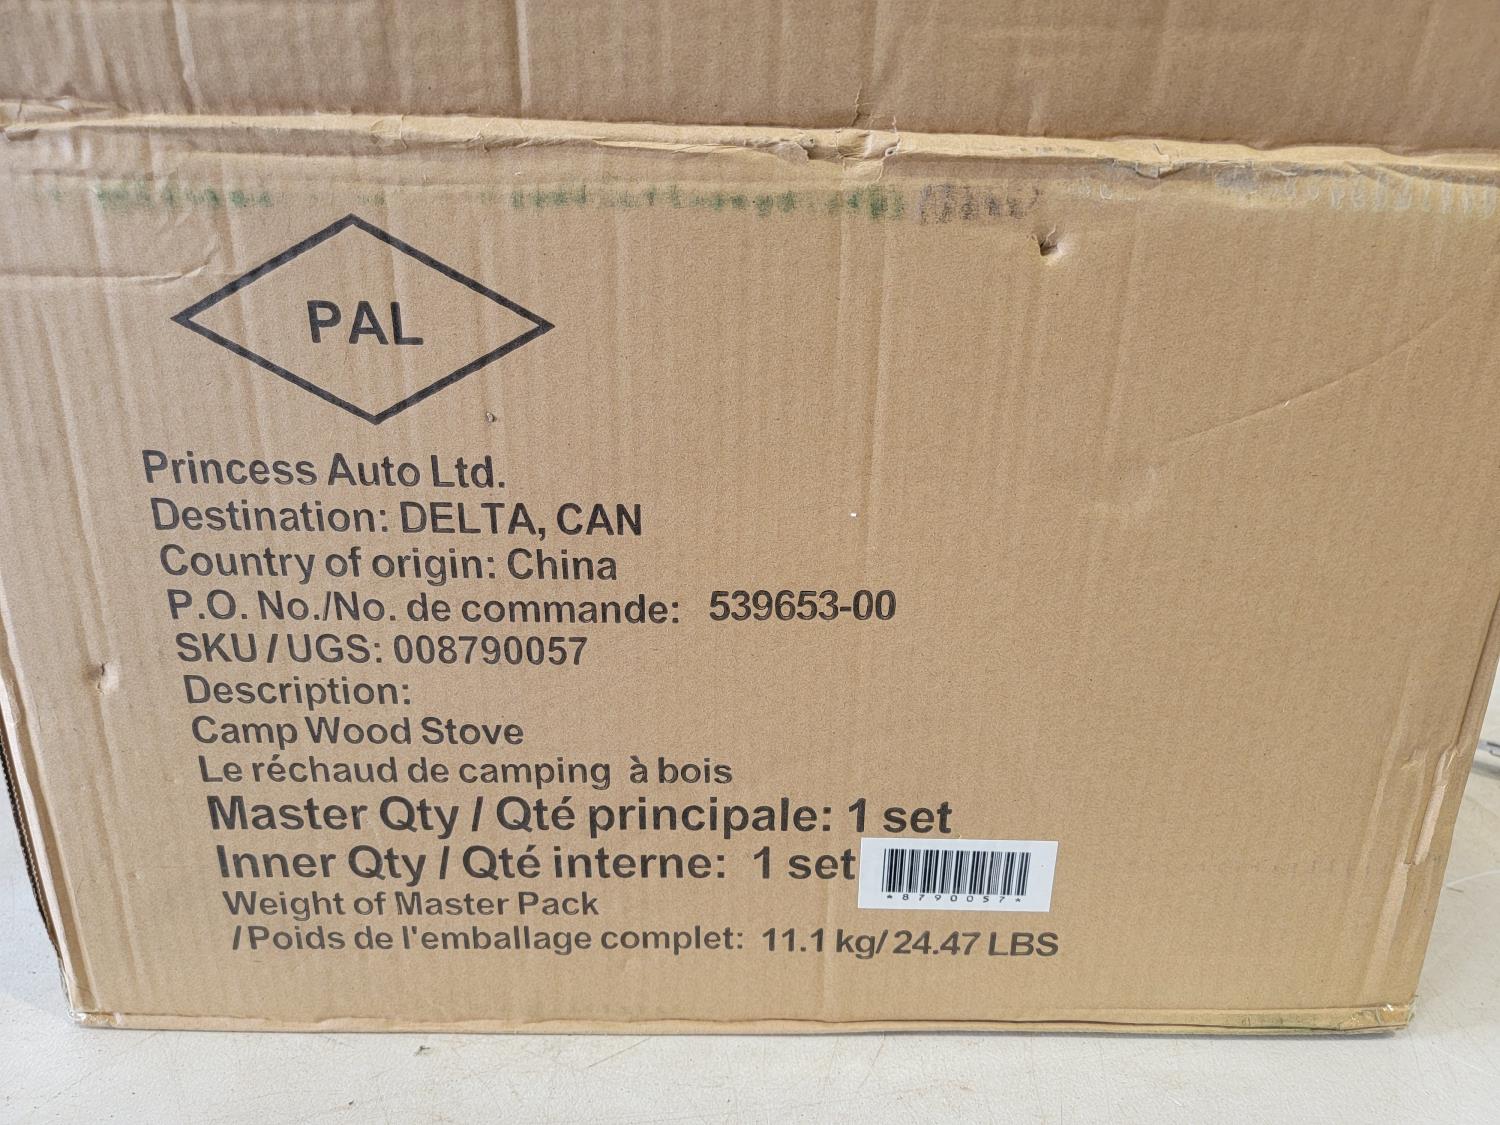 PAL
Princess Auto Ltd.
Destination: DELTA, CAN
Country of origin: China
P.O. No./No. de commande: 539653-00
SKU / UGS: 008790057
Description:
Camp Wood Stove
Le réchaud de camping à bois
Master Qty / Qté principale: 1 set
Inner Qty / Qté interne: 1 set
*8790057*
Weight of Master Pack
/Poids de l'emballage complet: 11.1 kg/ 24.47 LBS